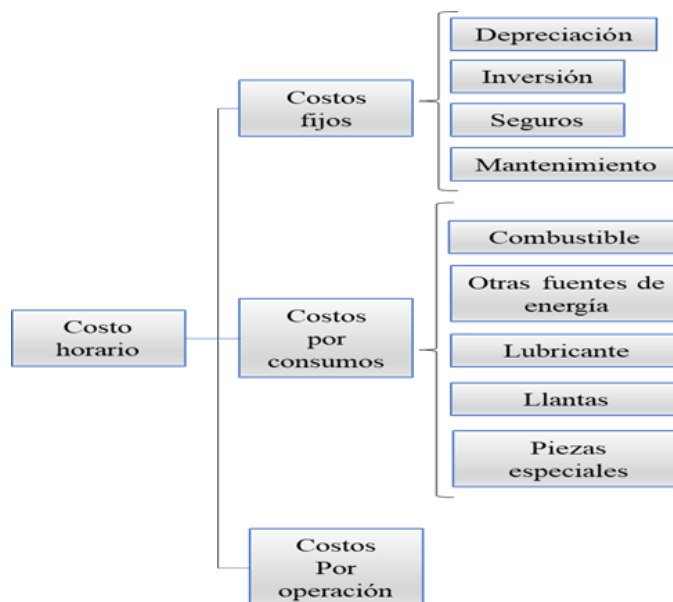 Costo
horario
Costos
fijos
Depreciación
Inversión
Seguros
Mantenimiento
Costos
por
consumos
Combustible
Otras fuentes de
energía
Lubricante
Llantas
Piezas
especiales
Costos
Por
operación